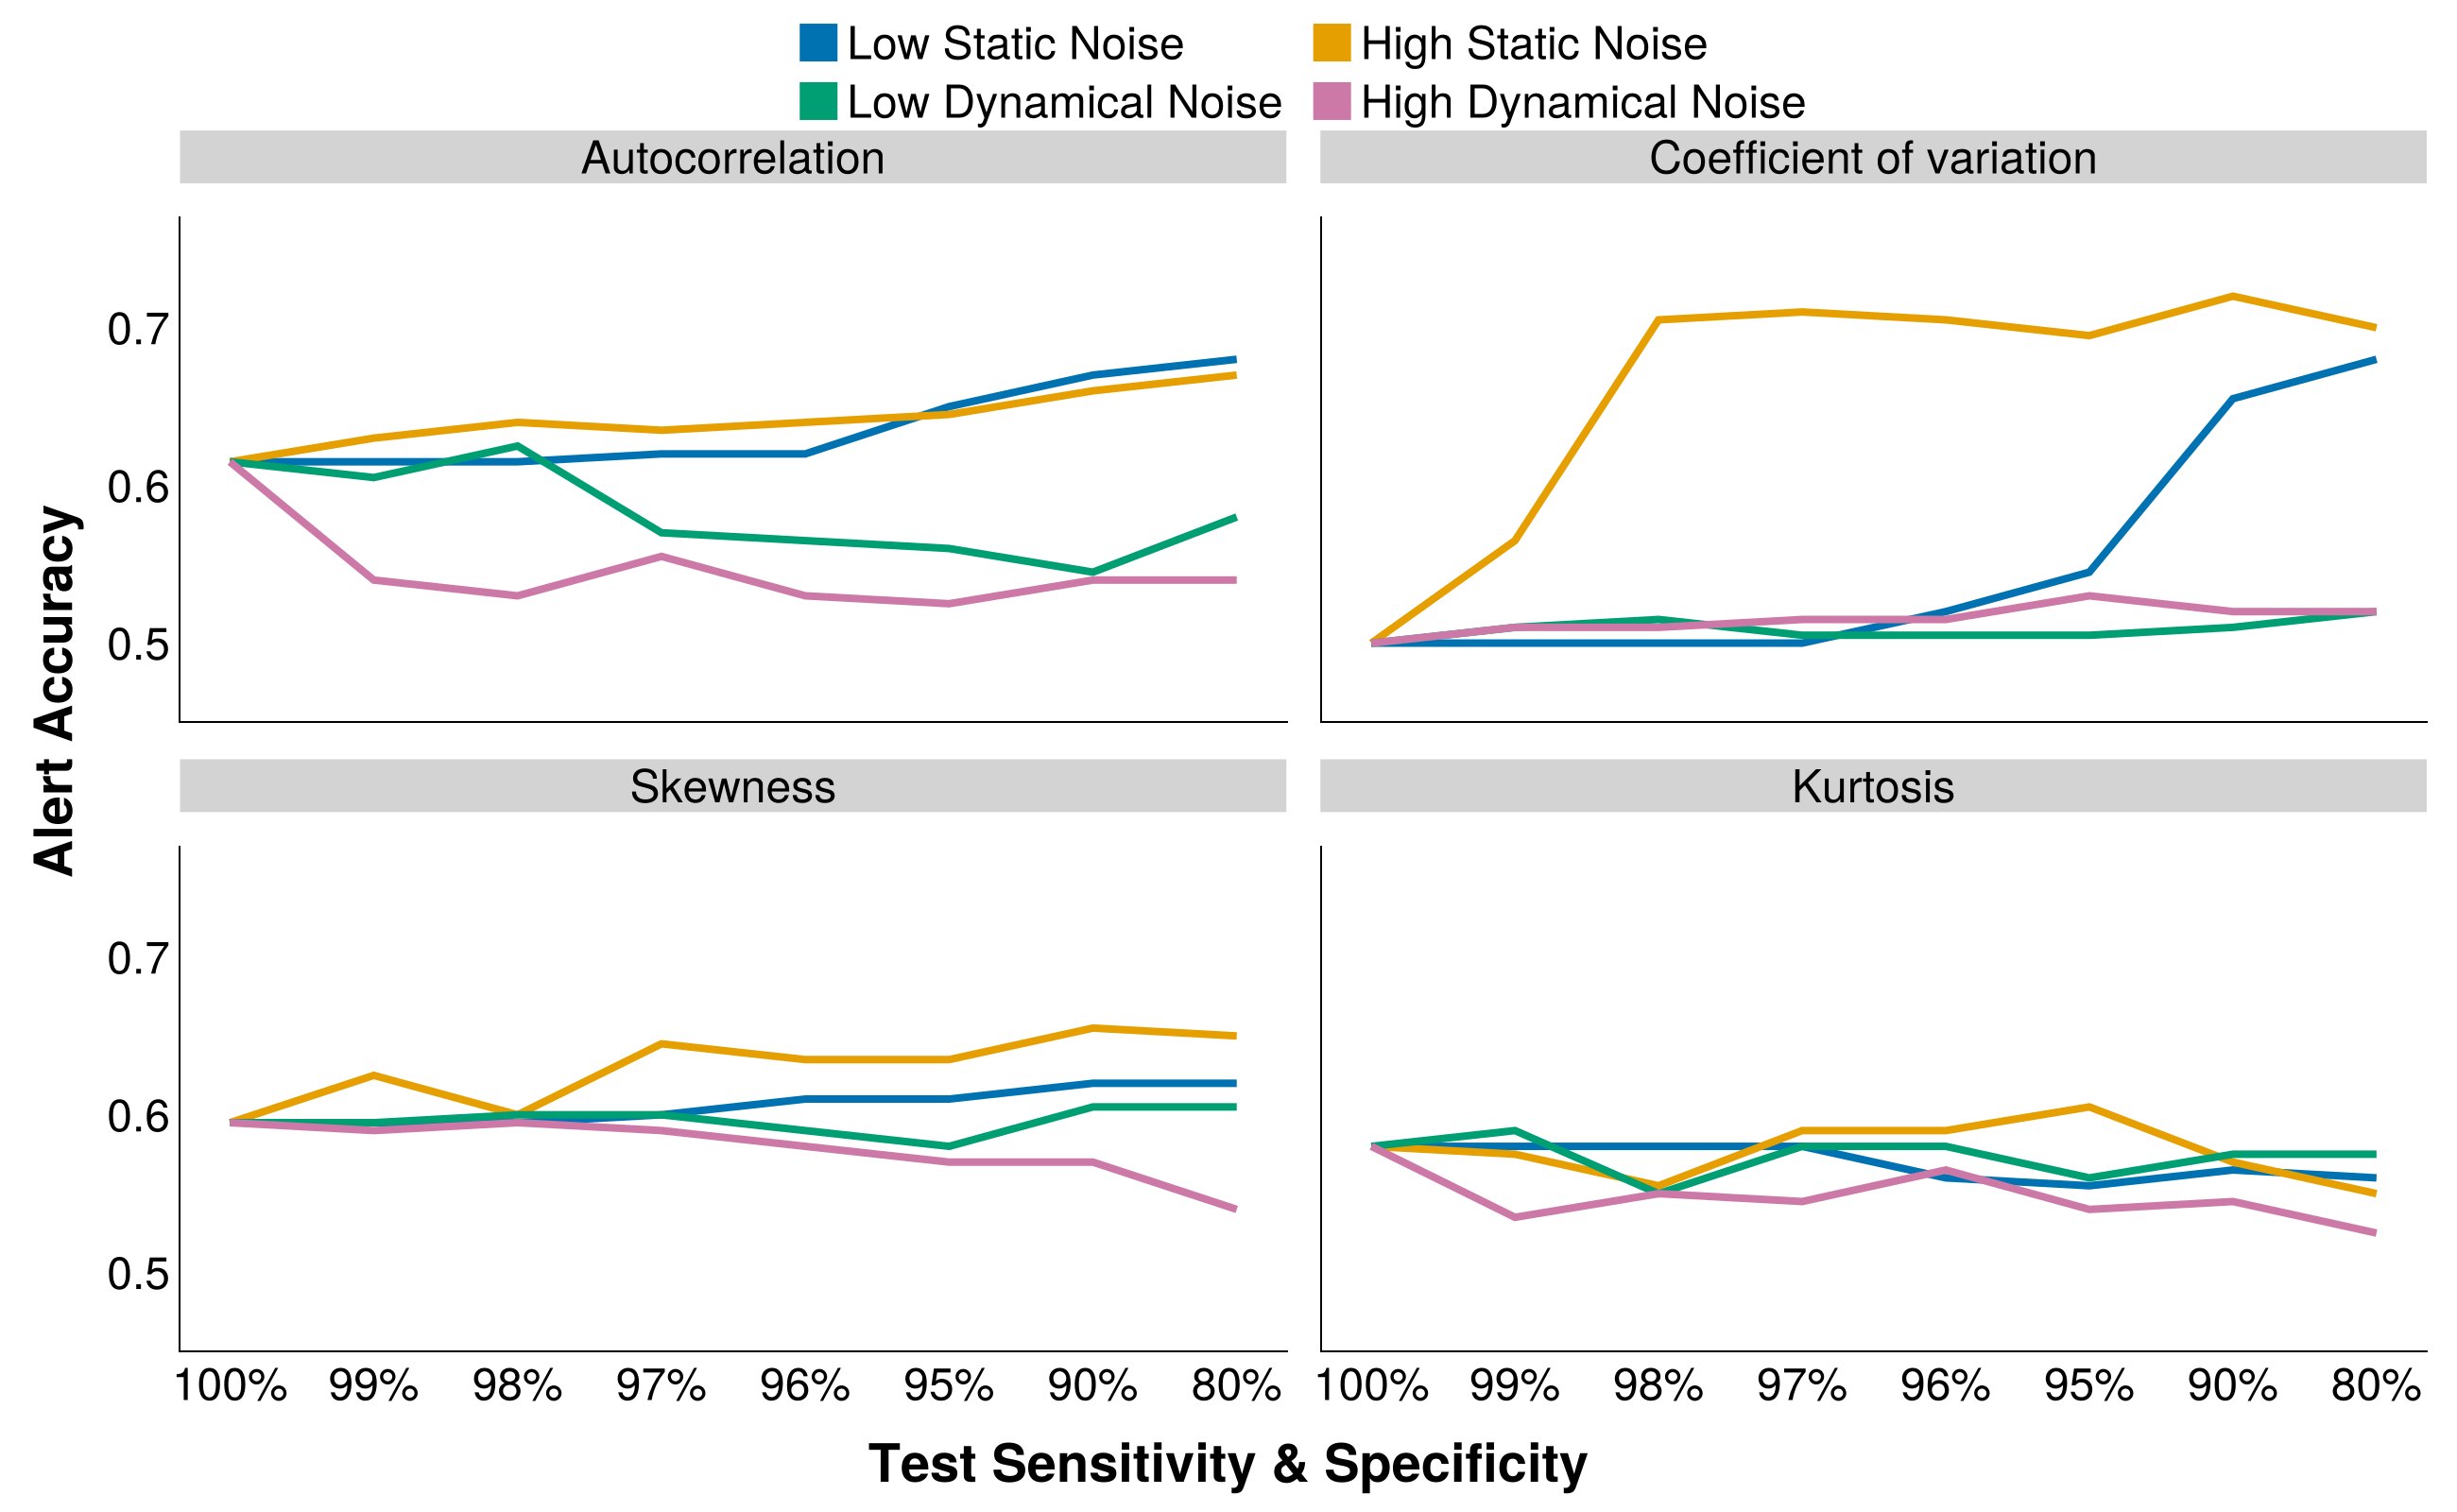 Low Static Noise
High Static Noise
Low Dynamical Noise
High Dynamical Noise
Autocorrelation
Coefficient of variation
0.7
0.6
0.5
Alert Accuracy
Skewness
Kurtosis
0.7
0.6
0.5
100% 99% 98% 97% 96% 95% 90% 80%
100% 99% 98% 97% 96% 95% 90% 80%
Test Sensitivity & Specificity